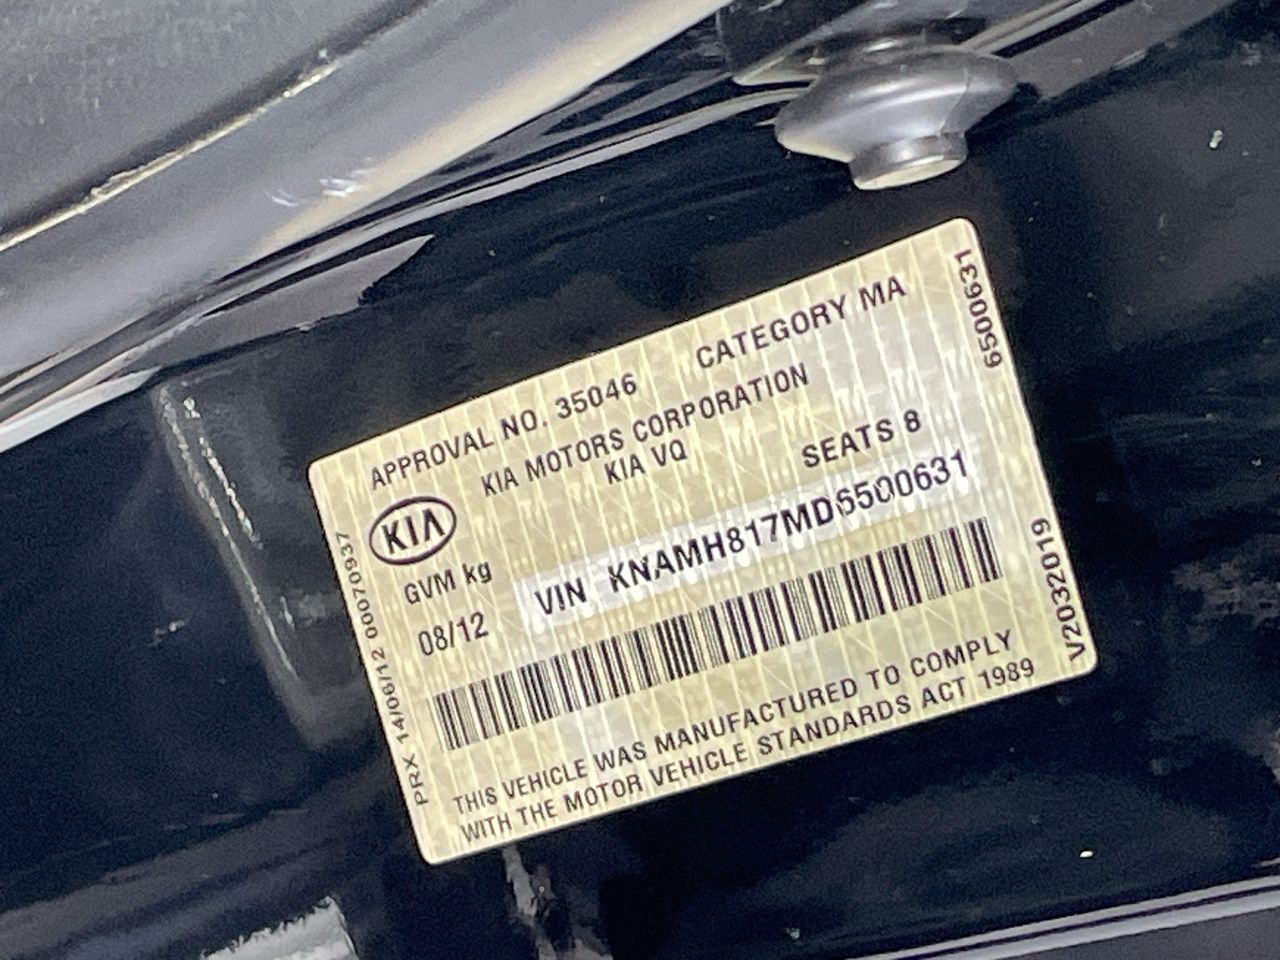 APPROVAL NO. 35046 CATEGORY MA
KIA MOTORS CORPORATION
KIA VQ
SEATS 8
KIA
GVM kg
08/12
VIN KNAMH817MD6500631
THIS VEHICLE WAS MANUFACTURED TO COMPLY
WITH THE MOTOR VEHICLE STANDARDS ACT 1989
PRX 14/06/12 00070937
6500631
V2032019